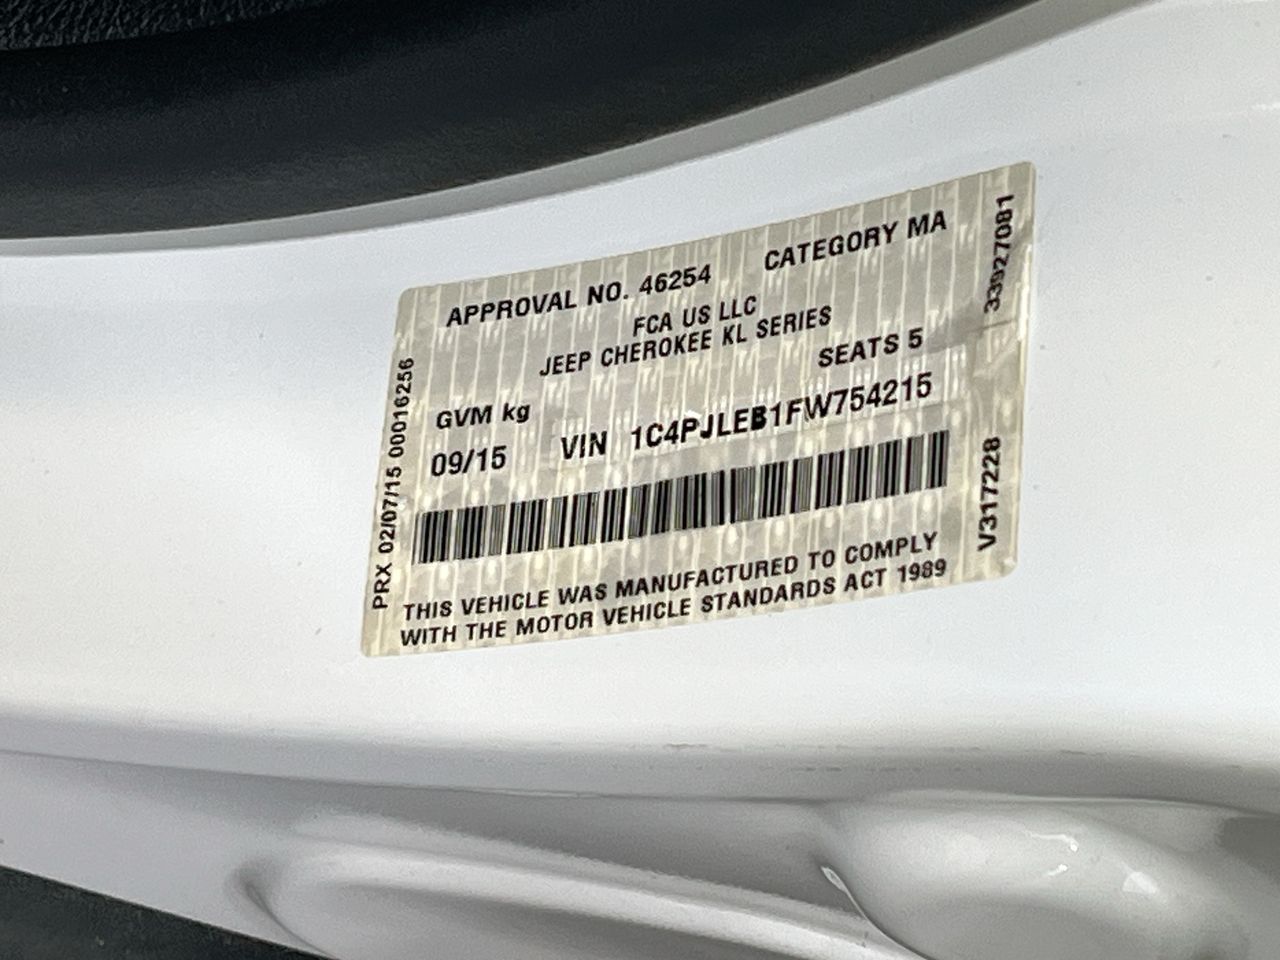 APPROVAL NO. 46254 CATEGORY MA
FCA US LLC
JEEP CHEROKEE KL SERIES
SEATS 5
GVM kg
09/15 VIN 1C4PJLEB1FW754215
THIS VEHICLE WAS MANUFACTURED TO COMPLY
WITH THE MOTOR VEHICLE STANDARDS ACT 1989
PRX 02/07/15 00016256
33927081
V317228